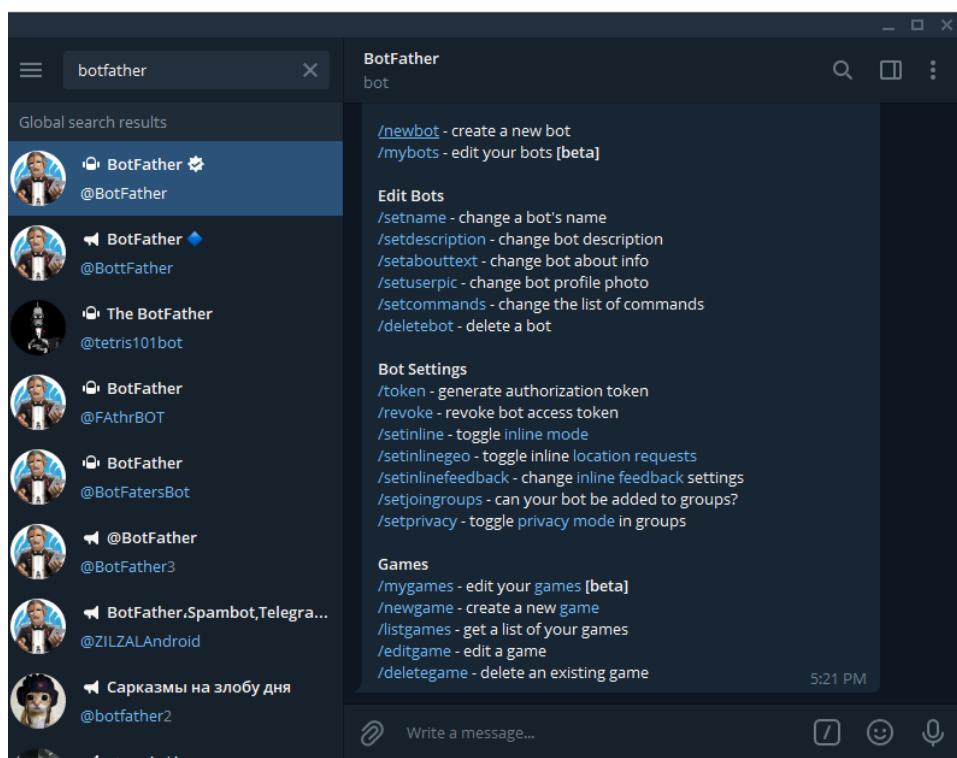 botfather
Global search results
BotFather
@BotFather
BotFather
@BottFather
The BotFather
@tetris101bot
BotFather
@FAthrBOT
BotFather
@BotFatersBot
@BotFather
@BotFather3
BotFather،Spambot,Telegra...
@ZILZALAndroid
Сарказмы на злобу дня
@botfather2
BotFather
bot
/newbot - create a new bot
/mybots - edit your bots [beta]
Edit Bots
/setname - change a bot's name
/setdescription - change bot description
/setabouttext - change bot about info
/setuserpic - change bot profile photo
/setcommands - change the list of commands
/deletebot - delete a bot
Bot Settings
/token - generate authorization token
/revoke - revoke bot access token
/setinline - toggle inline mode
/setinlinegeo - toggle inline location requests
/setinlinefeedback - change inline feedback settings
/setjoingroups - can your bot be added to groups?
/setprivacy - toggle privacy mode in groups
Games
/mygames - edit your games [beta]
/newgame - create a new game
/listgames - get a list of your games
/editgame - edit a game
/deletegame - delete an existing game
5:21 PM
Write a message...